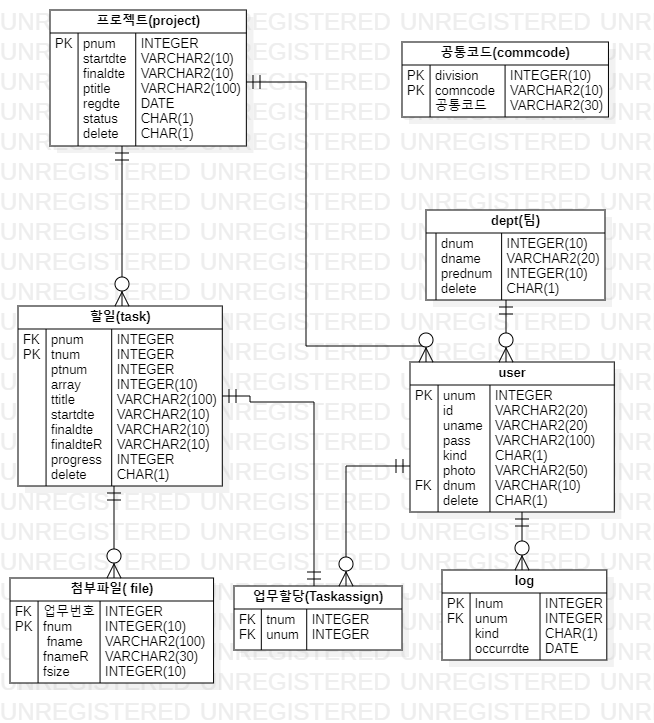 프로젝트(project)
PK pnum INTEGER
startdte VARCHAR2(10)
finaldte VARCHAR2(10)
ptitle VARCHAR2(100)
regdte DATE
status CHAR(1)
delete CHAR(1)
공통코드(commcode)
PK division INTEGER(10)
PK comncode VARCHAR2(10)
공통코드 VARCHAR2(30)
dept(팀)
dnum INTEGER(10)
dname VARCHAR2(20)
prednum INTEGER(10)
delete CHAR(1)
할일(task)
FK pnum INTEGER
PK tnum INTEGER
ptnum INTEGER
array INTEGER(10)
ttitle VARCHAR2(100)
startdte VARCHAR2(10)
finaldte VARCHAR2(10)
finaldteR VARCHAR2(10)
progress INTEGER
delete CHAR(1)
user
PK unum INTEGER
id VARCHAR2(20)
uname VARCHAR2(20)
pass VARCHAR2(100)
kind CHAR(1)
photo VARCHAR2(50)
FK dnum VARCHAR(10)
delete CHAR(1)
첨부파일( file)
FK 업무번호 INTEGER
PK fnum INTEGER(10)
fname VARCHAR2(100)
fnameR VARCHAR2(30)
fsize INTEGER(10)
업무할당(Taskassign)
FK tnum INTEGER
FK unum INTEGER
log
PK lnum INTEGER
FK unum INTEGER
kind CHAR(1)
occurrdte DATE
UNREGISTERED